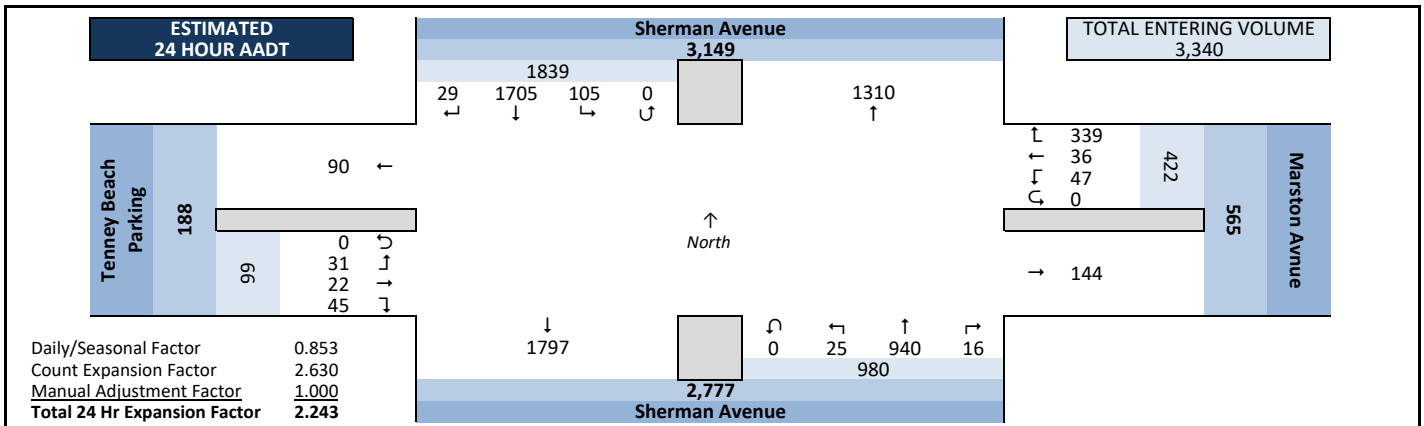 ESTIMATED
24 HOUR AADT
Sherman Avenue
3,149
TOTAL ENTERING VOLUME
3,340
1839
29 1705 105 0
↵ ↓ ↳ ↺
1310
↑
Tenney Beach
Parking
188
90 ←
99
0 ⮌
31 ↱
22 →
45 ↴
↑
North
↰ 339
← 36
↲ 47
⮎ 0
422
565
Marston Avnue
→ 144
↓
1797
↶ ↰ ↑ ↱
0 25 940 16
980
2,777
Sherman Avenue
Daily/Seasonal Factor 0.853
Count Expansion Factor 2.630
Manual Adjustment Factor 1.000
Total 24 Hr Expansion Factor 2.243